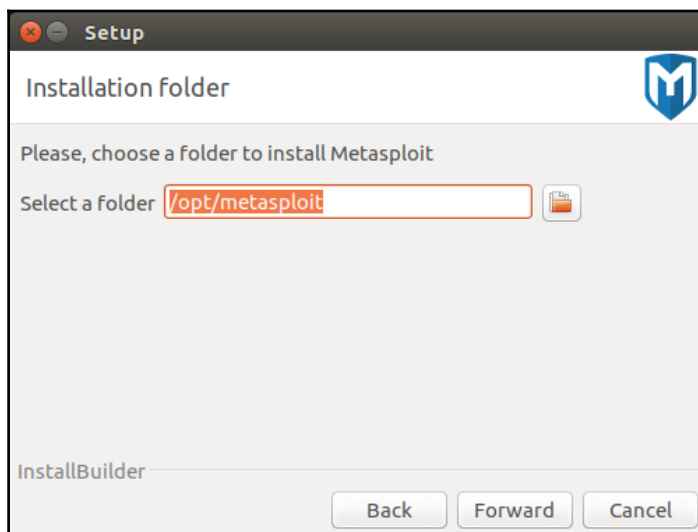 Setup
Installation folder
Please, choose a folder to install Metasploit
Select a folder /opt/metasploit
InstallBuilder
Back Forward Cancel